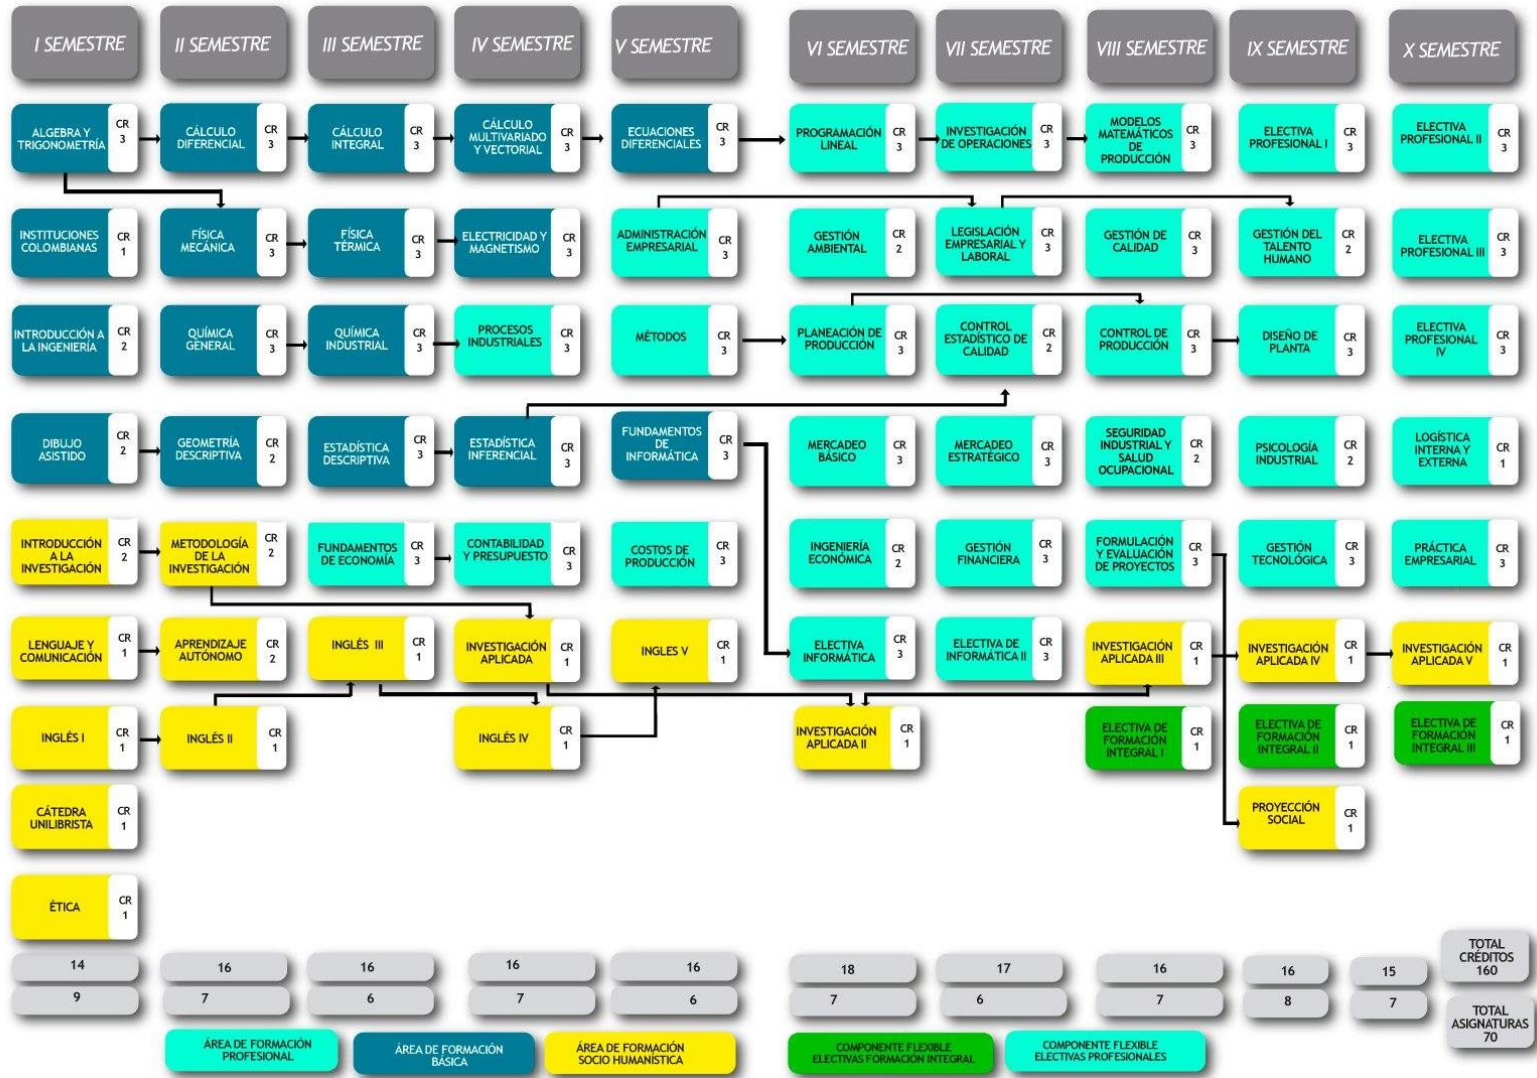 I SEMESTRE
II SEMESTRE
III SEMESTRE
IV SEMESTRE
V SEMESTRE
VI SEMESTRE
VII SEMESTRE
VIII SEMESTRE
IX SEMESTRE
X SEMESTRE
ALGEBRA Y
TRIGONOMETRÍA
CR
3
CÁLCULO
DIFERENCIAL
CR
3
CÁLCULO
INTEGRAL
CR
3
CÁLCULO
MULTIVARIADO
Y VECTORIAL
CR
3
ECUACIONES
DIFERENCIALES
CR
3
PROGRAMACIÓN
LINEAL
CR
3
INVESTIGACIÓN
DE OPERACIONES
CR
3
MODELOS
MATEMÁTICOS
DE
PRODUCCIÓN
CR
3
ELECTIVA
PROFESIONAL I
CR
3
ELECTIVA
PROFESIONAL II
CR
3
INSTITUCIONES
COLOMBIANAS
CR
1
FÍSICA
MECÁNICA
CR
3
FÍSICA
TÉRMICA
CR
3
ELECTRICIDAD Y
MAGNETISMO
CR
3
ADMINISTRACIÓN
EMPRESARIAL
CR
3
GESTIÓN
AMBIENTAL
CR
2
LEGISLACIÓN
EMPRESARIAL Y
LABORAL
CR
3
GESTIÓN DE
CALIDAD
CR
3
GESTIÓN DEL
TALENTO
HUMANO
CR
2
ELECTIVA
PROFESIONAL III
CR
3
INTRODUCCIÓN A
LA INGENIERÍA
CR
2
QUÍMICA
GENERAL
CR
3
QUÍMICA
INDUSTRIAL
CR
3
PROCESOS
INDUSTRIALES
CR
3
MÉTODOS
CR
3
PLANEACIÓN DE
PRODUCCIÓN
CR
3
CONTROL
ESTADÍSTICO DE
CALIDAD
CR
2
CONTROL DE
PRODUCCIÓN
CR
3
DISEÑO DE
PLANTA
CR
3
ELECTIVA
PROFESIONAL
IV
CR
3
DIBUJO
ASISTIDO
CR
2
GEOMETRÍA
DESCRIPTIVA
CR
2
ESTADÍSTICA
DESCRIPTIVA
CR
3
ESTADÍSTICA
INFERENCIAL
CR
3
FUNDAMENTOS
DE
INFORMÁTICA
CR
3
MERCADEO
BÁSICO
CR
3
MERCADEO
ESTRATÉGICO
CR
3
SEGURIDAD
INDUSTRIAL Y
SALUD
OCUPACIONAL
CR
2
PSICOLOGÍA
INDUSTRIAL
CR
2
LOGÍSTICA
INTERNA Y
EXTERNA
CR
1
INTRODUCCIÓN
A LA
INVESTIGACIÓN
CR
2
METODOLOGÍA
DE LA
INVESTIGACIÓN
CR
2
FUNDAMENTOS
DE ECONOMÍA
CR
3
CONTABILIDAD
Y PRESUPUESTO
CR
3
COSTOS DE
PRODUCCIÓN
CR
3
INGENIERÍA
ECONÓMICA
CR
2
GESTIÓN
FINANCIERA
CR
3
FORMULACIÓN
Y EVALUACIÓN
DE PROYECTOS
CR
3
GESTIÓN
TECNOLÓGICA
CR
3
PRÁCTICA
EMPRESARIAL
CR
3
LENGUAJE Y
COMUNICACIÓN
CR
1
APRENDIZAJE
AUTÓNOMO
CR
2
INGLÉS III
CR
1
INVESTIGACIÓN
APLICADA
CR
1
INGLES V
CR
1
ELECTIVA
INFORMÁTICA
CR
3
ELECTIVA DE
INFORMÁTICA II
CR
3
INVESTIGACIÓN
APLICADA III
CR
1
INVESTIGACIÓN
APLICADA IV
CR
1
INVESTIGACIÓN
APLICADA V
CR
1
INGLÉS I
CR
1
INGLÉS II
CR
1
INGLÉS IV
CR
1
INVESTIGACIÓN
APLICADA II
CR
1
ELECTIVA DE
FORMACIÓN
INTEGRAL I
CR
1
ELECTIVA DE
FORMACIÓN
INTEGRAL II
CR
1
ELECTIVA DE
FORMACIÓN
INTEGRAL III
CR
1
CÁTEDRA
UNILIBRISTA
CR
1
PROYECCIÓN
SOCIAL
CR
1
ÉTICA
CR
1
14
16
16
16
16
18
17
16
16
15
TOTAL
CRÉDITOS
160
9
7
6
7
6
7
6
7
8
7
TOTAL
ASIGNATURAS
70
ÁREA DE FORMACIÓN
PROFESIONAL
ÁREA DE FORMACIÓN
BÁSICA
ÁREA DE FORMACIÓN
SOCIO HUMANÍSTICA
COMPONENTE FLEXIBLE
ELECTIVAS FORMACIÓN INTEGRAL
COMPONENTE FLEXIBLE
ELECTIVAS PROFESIONALES